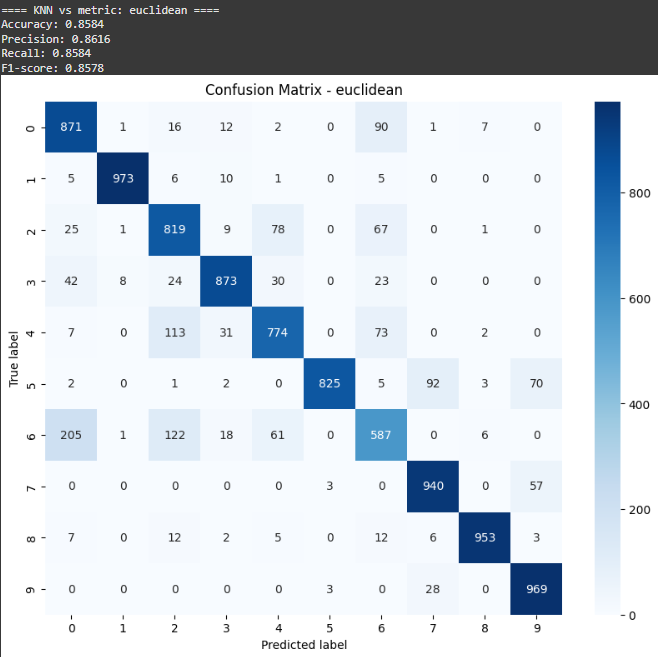 ==== KNN vs metric: euclidean ====
Accuracy: 0.8584
Precision: 0.8616
Recall: 0.8584
F1-score: 0.8578
Confusion Matrix - euclidean
0 871 1 16 12 2 0 90 1 7 0
1 5 973 6 10 1 0 5 0 0 0
2 25 1 819 9 78 0 67 0 1 0
3 42 8 24 873 30 0 23 0 0 0
4 7 0 113 31 774 0 73 0 2 0
5 2 0 1 2 0 825 5 92 3 70
6 205 1 122 18 61 0 587 0 6 0
7 0 0 0 0 0 3 0 940 0 57
8 7 0 12 2 5 0 12 6 953 3
9 0 0 0 0 0 3 0 28 0 969
0 1 2 3 4 5 6 7 8 9
Predicted label
True label
800
600
400
200
0